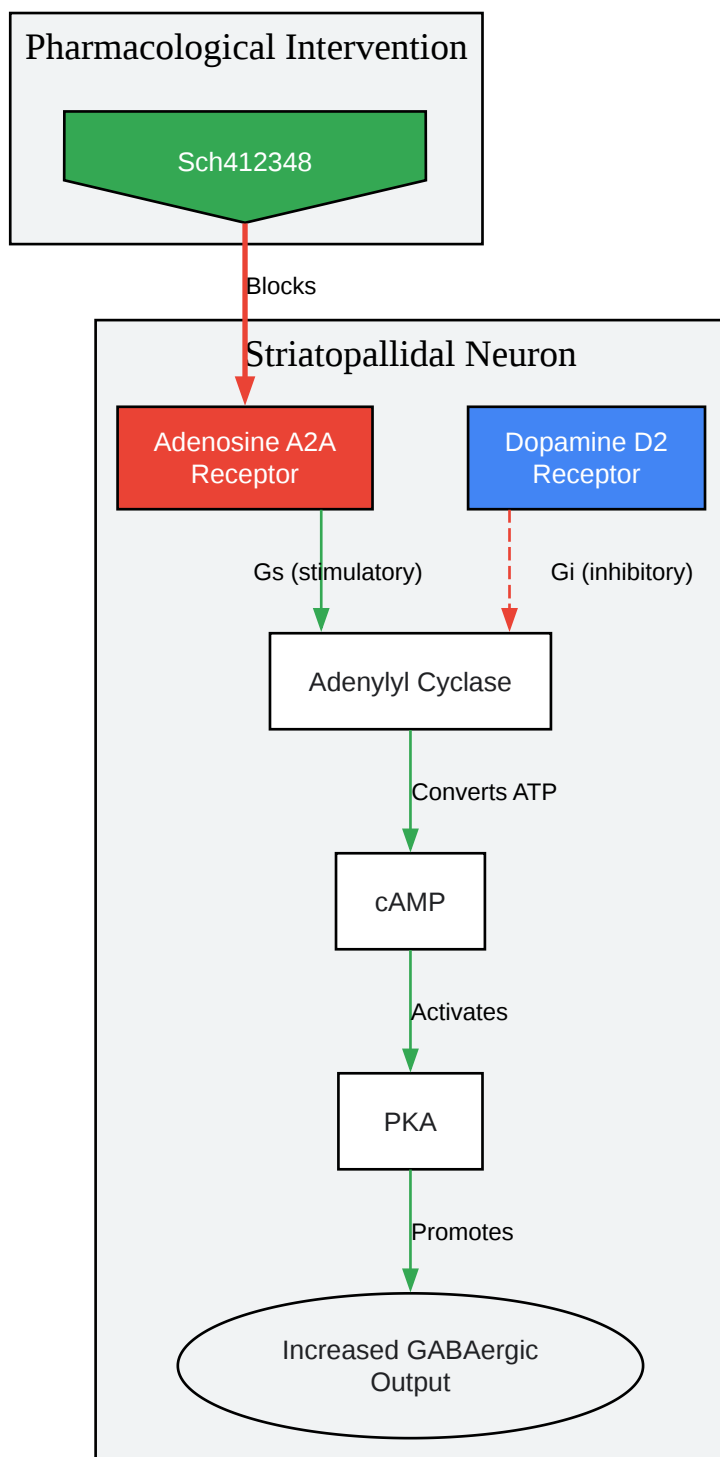 Pharmacological Intervention
Sch412348
Blocks
Striatopallidal Neuron
Adenosine A2A
Receptor
Dopamine D2
Receptor
Gs (stimulatory)
Gi (inhibitory)
Adenylyl Cyclase
Converts ATP
cAMP
Activates
PKA
Promotes
Increased GABAergic
Output